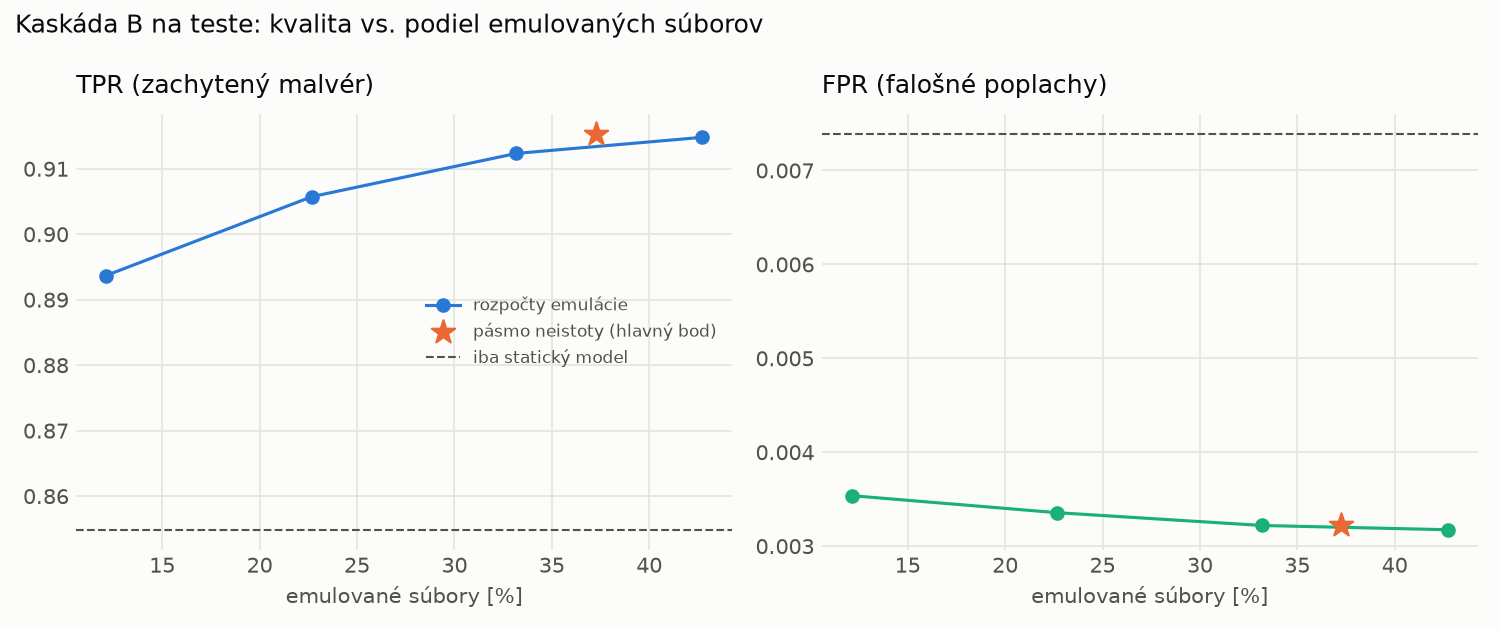 Kaskáda B na teste: kvalita vs. podiel emulovaných súborov
TPR (zachytený malvér)
0.91
0.90
0.89
0.88
0.87
0.86
rozpočty emulácie
pásmo neistoty (hlavný bod)
iba statický model
15 20 25 30 35 40
emulované súbory [%]
FPR (falošné poplachy)
0.007
0.006
0.005
0.004
0.003
15 20 25 30 35 40
emulované súbory [%]